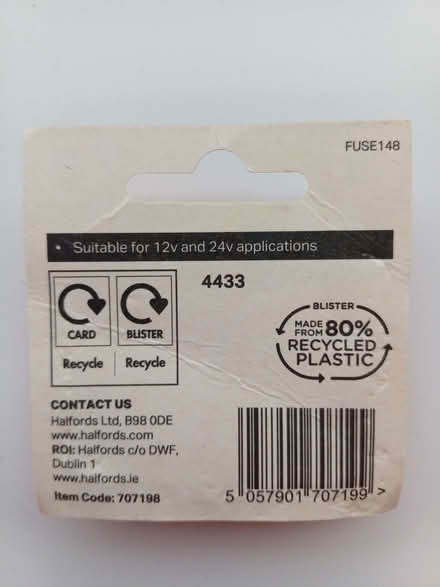 FUSE148
• Suitable for 12v and 24v applications
4433
CARD
BLISTER
Recycle
Recycle
BLISTER
MADE FROM 80%
RECYCLED
PLASTIC
CONTACT US
Halfords Ltd, B98 0DE
www.halfords.com
ROI: Halfords c/o DWF,
Dublin 1
www.halfords.ie
Item Code: 707198
5 057901 707199 >